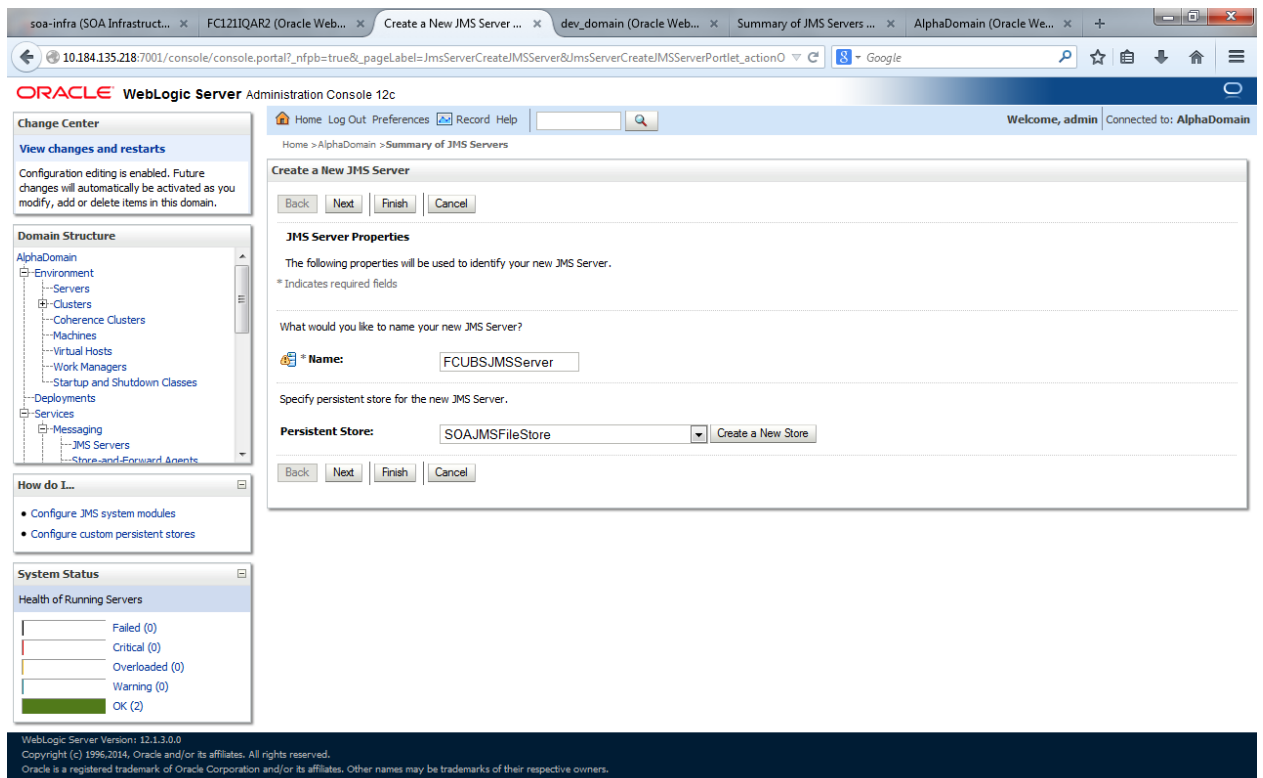 soa-infra (SOA Infrastruct... × FC121IQAR2 (Oracle Web... × Create a New JMS Server ... × dev_domain (Oracle Web... × Summary of JMS Servers ... × AlphaDomain (Oracle We... × +
10.184.135.218:7001/console/console.portal?_nfpb=true&_pageLabel=JmsServerCreateJMSServer&JmsServerCreateJMSServerPortlet_actionO 8 Google
ORACLE WebLogic Server Administration Console 12c
Change Center
View changes and restarts
Configuration editing is enabled. Future
changes will automatically be activated as you
modify, add or delete items in this domain.
Domain Structure
AlphaDomain
Environment
Servers
Clusters
Coherence Clusters
Machines
Virtual Hosts
Work Managers
Startup and Shutdown Classes
Deployments
Services
Messaging
JMS Servers
Store-and-Forward Agents
How do I...
Configure JMS system modules
Configure custom persistent stores
System Status
Health of Running Servers
Failed (0)
Critical (0)
Overloaded (0)
Warning (0)
OK (2)
Home Log Out Preferences Record Help
Welcome, admin Connected to: AlphaDomain
Home >AlphaDomain >Summary of JMS Servers
Create a New JMS Server
Back Next Finish Cancel
JMS Server Properties
The following properties will be used to identify your new JMS Server.
* Indicates required fields
What would you like to name your new JMS Server?
* Name: FCUBSJMSServer
Specify persistent store for the new JMS Server.
Persistent Store: SOAJMSFileStore Create a New Store
Back Next Finish Cancel
WebLogic Server Version: 12.1.3.0.0
Copyright (c) 1996,2014, Oracle and/or its affiliates. All rights reserved.
Oracle is a registered trademark of Oracle Corporation and/or its affiliates. Other names may be trademarks of their respective owners.